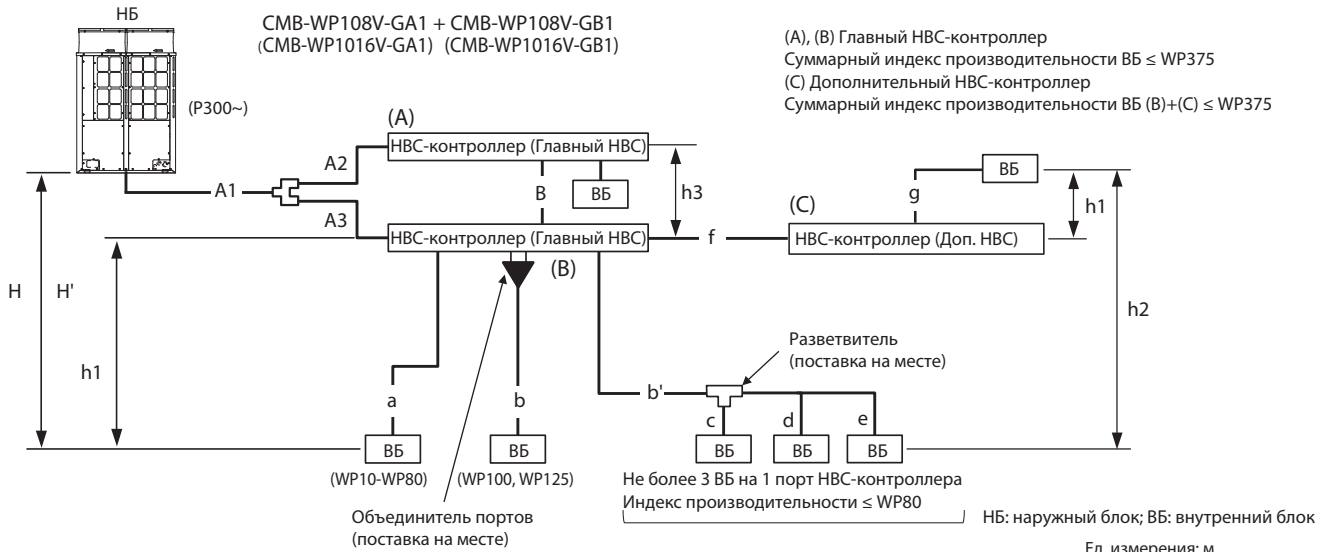 НБ
CMB-WP108V-GA1 + CMB-WP108V-GB1
(CMB-WP1016V-GA1) (CMB-WP1016V-GB1)
(A), (B) Главный HBC-контроллер
Суммарный индекс производительности ВБ ≤ WP375
(C) Дополнительный HBC-контроллер
Суммарный индекс производительности ВБ (B)+(C) ≤ WP375
(P300~)
(A)
HBC-контроллер (Главный HBC)
A2
A1
A3
B
ВБ
h3
HBC-контроллер (Главный HBC)
(B)
f
(C)
HBC-контроллер (Доп. HBC)
g
ВБ
h1
h2
H
H'
h1
Разветвитель
(поставка на месте)
a
b
b'
c
d
e
ВБ
ВБ
ВБ
ВБ
ВБ
(WP10-WP80)
(WP100, WP125)
Не более 3 ВБ на 1 порт HBC-контроллера
Индекс производительности ≤ WP80
Объединитель портов
(поставка на месте)
НБ: наружный блок; ВБ: внутренний блок
Ед. измерения: м